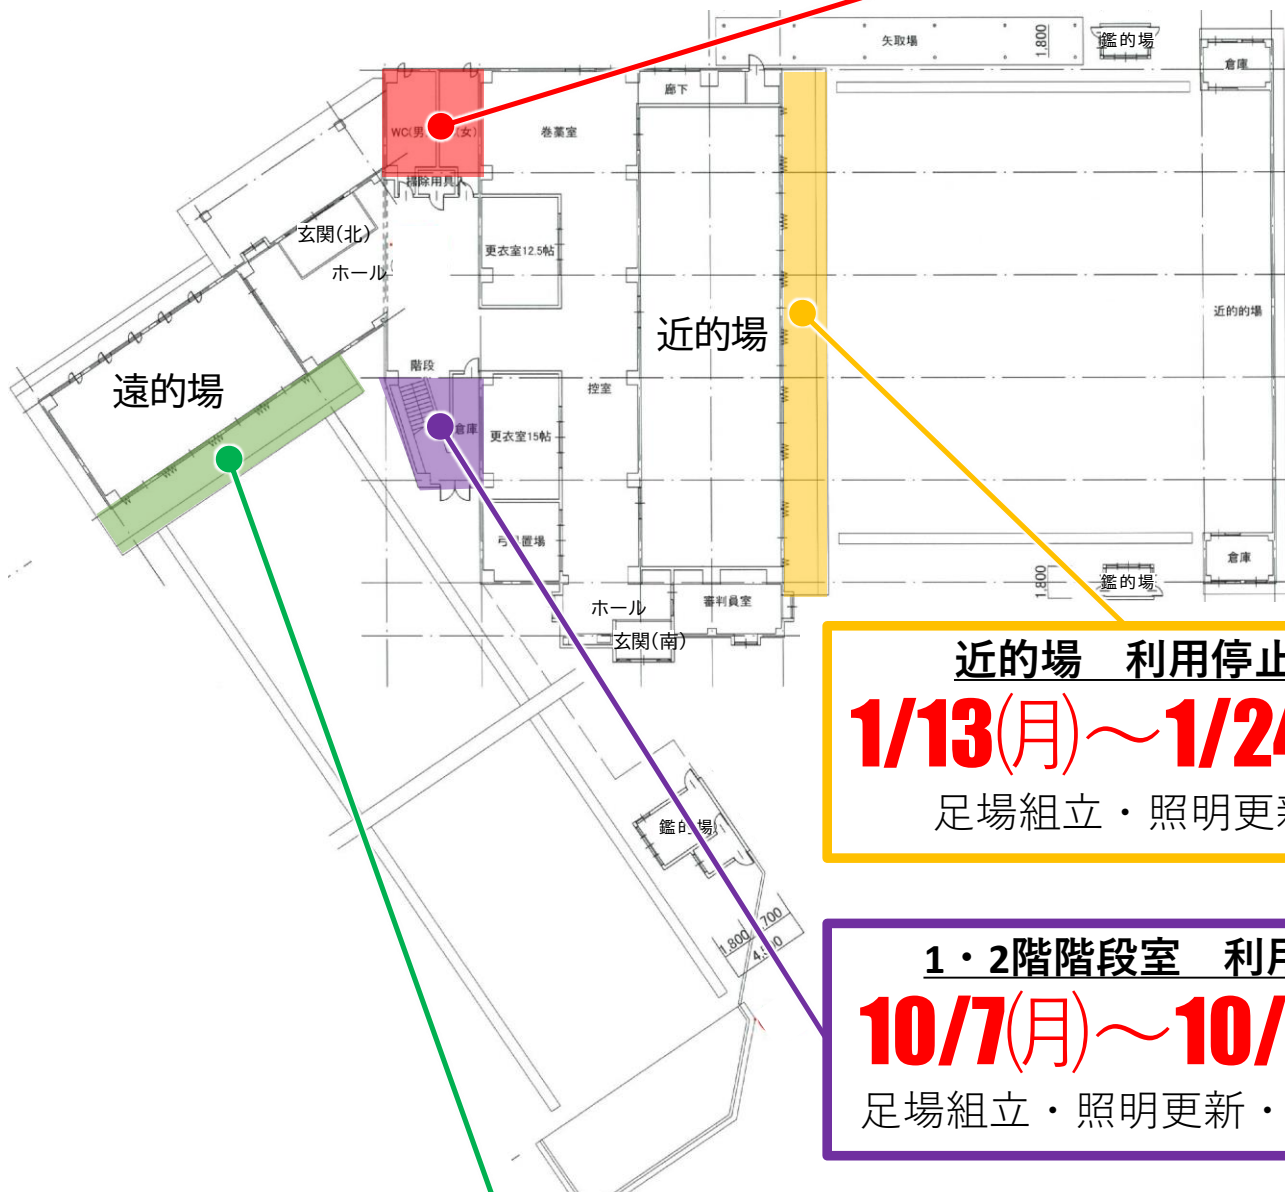 矢取場
1,800
鑑的場
倉庫
廊下
WC(男
(女)
巻藁室
掃除用具入
玄関(北)
ホール
更衣室12.5帖
近的場
近的的場
階段
遠的場
控室
倉庫
更衣室15帖
置場
倉庫
1,800
鑑的場
ホール
審判員室
玄関(南)
近的場　利用停止
1/13(月)～1/24
足場組立・照明更新
鑑的場
1,800
700
1・2階階段室　利用
10/7(月)～10/
足場組立・照明更新・